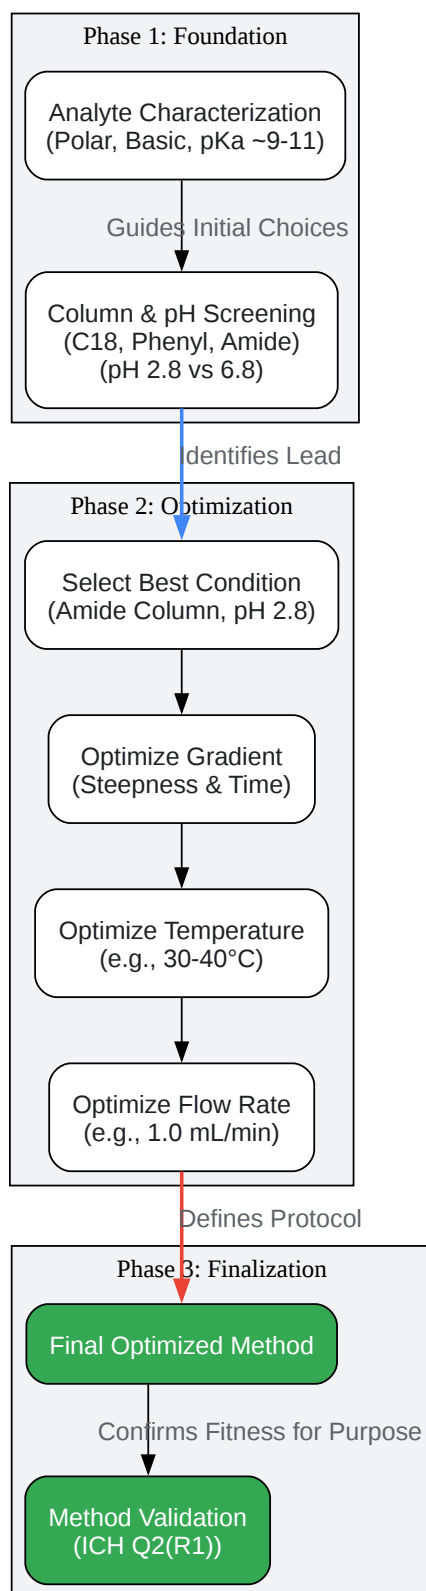 Phase 1: Foundation
Analyte Characterization
(Polar, Basic, pKa ~9-11)
Guides Initial Choices
Column & pH Screening
(C18, Phenyl, Amide)
(pH 2.8 vs 6.8)
Identifies Lead
Phase 2: Optimization
Select Best Condition
(Amide Column, pH 2.8)
Optimize Gradient
(Steepness & Time)
Optimize Temperature
(e.g., 30-40°C)
Optimize Flow Rate
(e.g., 1.0 mL/min)
Defines Protocol
Phase 3: Finalization
Final Optimized Method
Confirms Fitness for Purpose
Method Validation
(ICH Q2(R1))